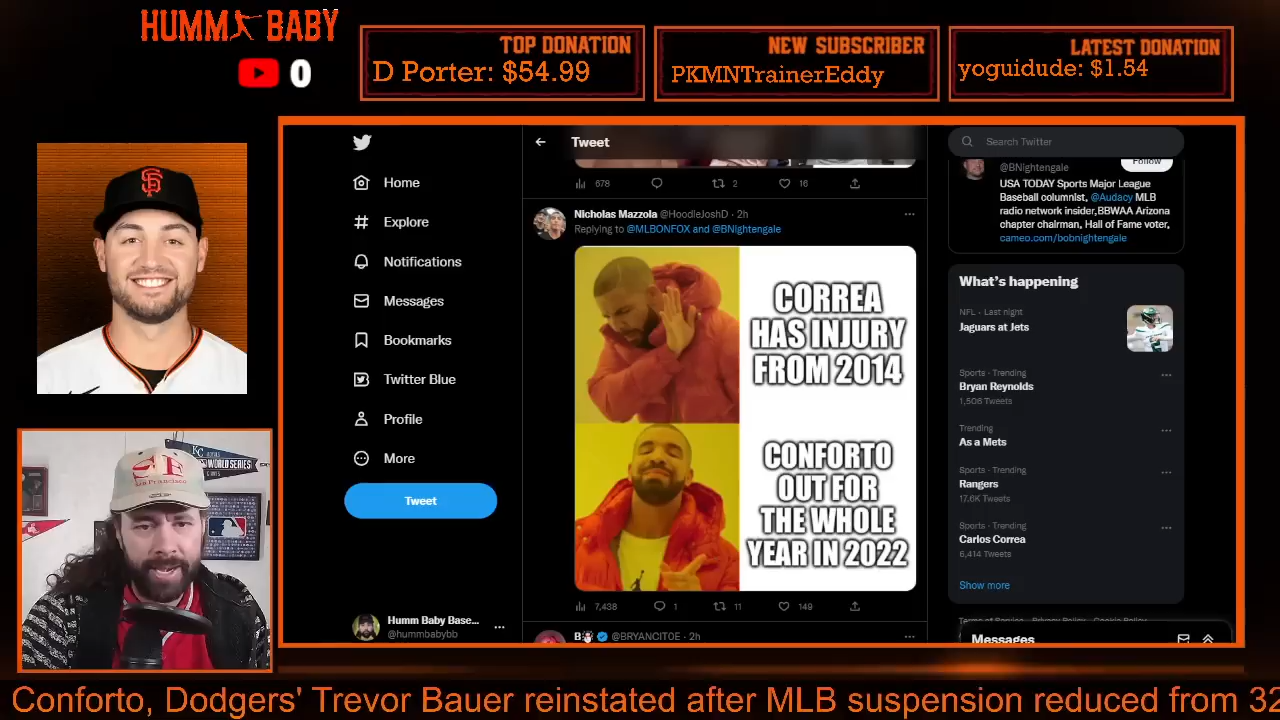 HUMM BABY
0
TOP DONATION
D Porter: $54.99
NEW SUBSCRIBER
PKMNTrainerEddy
LATEST DONATION
yoguidude: $1.54
Home
Explore
Notifications
Messages
Bookmarks
Twitter Blue
Profile
More
Tweet
Humm Baby Base...
@hummbabybb
Tweet
678
2
16
Nicholas Mazzola @HoodieJoshD · 2h
Replying to @MLBONFOX and @BNightengale
CORREA
HAS INJURY
FROM 2014
CONFORTO
OUT FOR
THE WHOLE
YEAR IN 2022
7,438
1
11
149
@BRYANCITOE · 2h
Search Twitter
@BNightengale
Follow
USA TODAY Sports Major League
Baseball columnist, @Audacy MLB
radio network insider,BBWAA Arizona
chapter chairman, Hall of Fame voter,
cameo.com/bobnightengale
What's happening
NFL · Last night
Jaguars at Jets
Sports · Trending
Bryan Reynolds
1,506 Tweets
Trending
As a Mets
Sports · Trending
Rangers
17.6K Tweets
Sports · Trending
Carlos Correa
6,414 Tweets
Show more
Messages
SF
KC
WORLD SERIES
San Francisco
Conforto, Dodgers' Trevor Bauer reinstated after MLB suspension reduced from 32